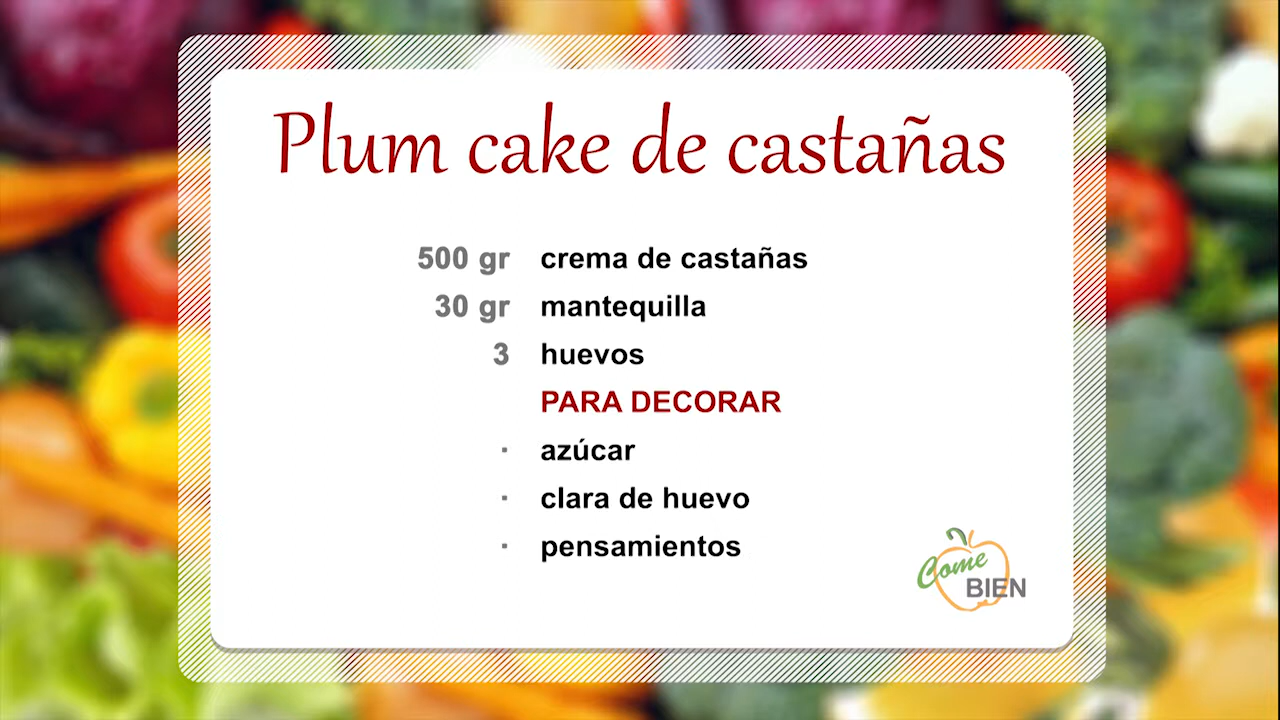 Plum cake de castañas
500 gr crema de castañas
30 gr mantequilla
3 huevos
PARA DECORAR
· azúcar
· clara de huevo
· pensamientos
Come
BIEN